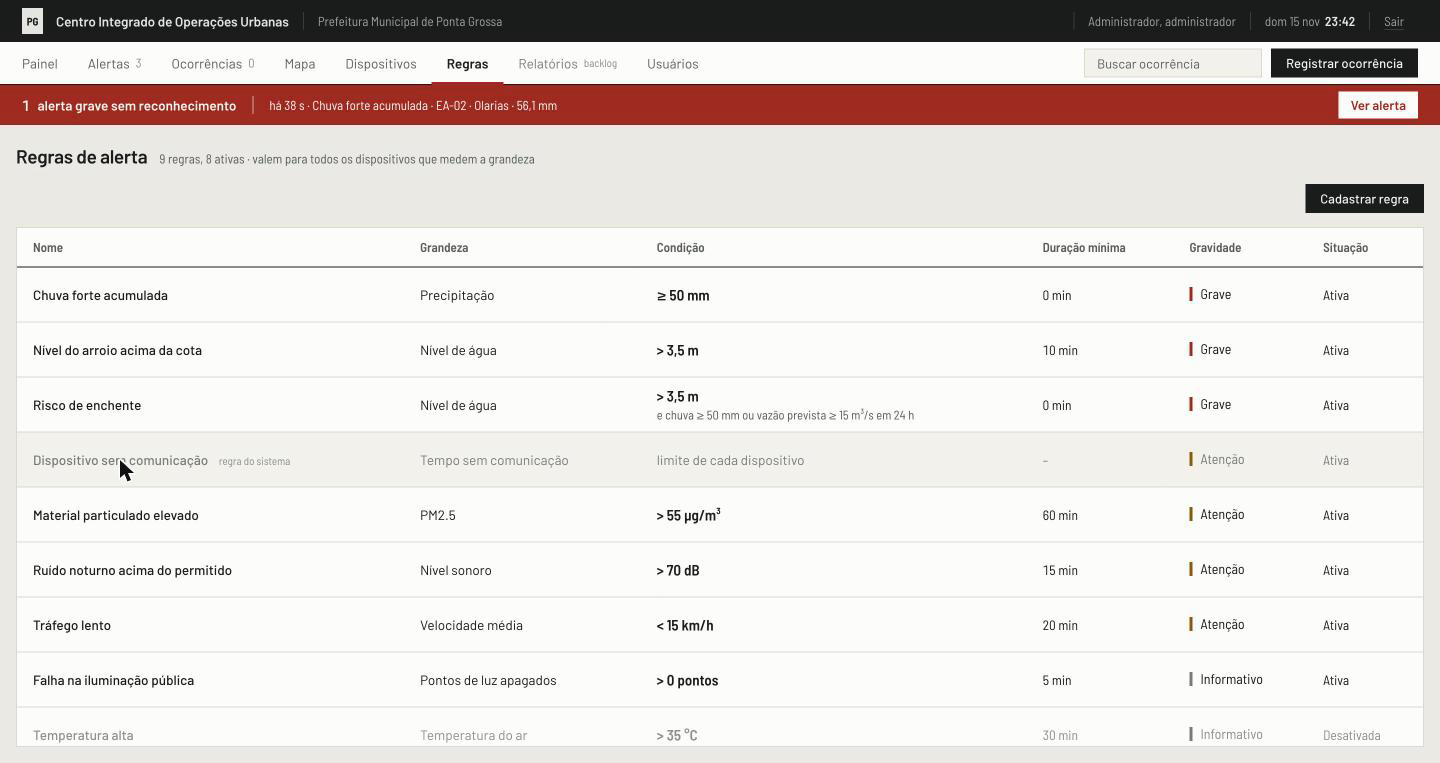 PG Centro Integrado de Operações Urbanas Prefeitura Municipal de Ponta Grossa Administrador, administrador dom 15 nov 23:42 Sair
Painel Alertas 3 Ocorrências 0 Mapa Dispositivos Regras Relatórios backlog Usuários Buscar ocorrência Registrar ocorrência
1 alerta grave sem reconhecimento há 38 s · Chuva forte acumulada · EA-02 · Olarias · 56,1 mm Ver alerta
Regras de alerta 9 regras, 8 ativas · valem para todos os dispositivos que medem a grandeza
Cadastrar regra
Nome Grandeza Condição Duração mínima Gravidade Situação
Chuva forte acumulada Precipitação ≥ 50 mm 0 min Grave Ativa
Nível do arroio acima da cota Nível de água > 3,5 m 10 min Grave Ativa
Risco de enchente Nível de água > 3,5 m 0 min Grave Ativa
e chuva ≥ 50 mm ou vazão prevista ≥ 15 m³/s em 24 h
Dispositivo sem comunicação regra do sistema Tempo sem comunicação limite de cada dispositivo – Atenção Ativa
Material particulado elevado PM2.5 > 55 µg/m³ 60 min Atenção Ativa
Ruído noturno acima do permitido Nível sonoro > 70 dB 15 min Atenção Ativa
Tráfego lento Velocidade média < 15 km/h 20 min Atenção Ativa
Falha na iluminação pública Pontos de luz apagados > 0 pontos 5 min Informativo Ativa
Temperatura alta Temperatura do ar > 35 °C 30 min Informativo Desativada